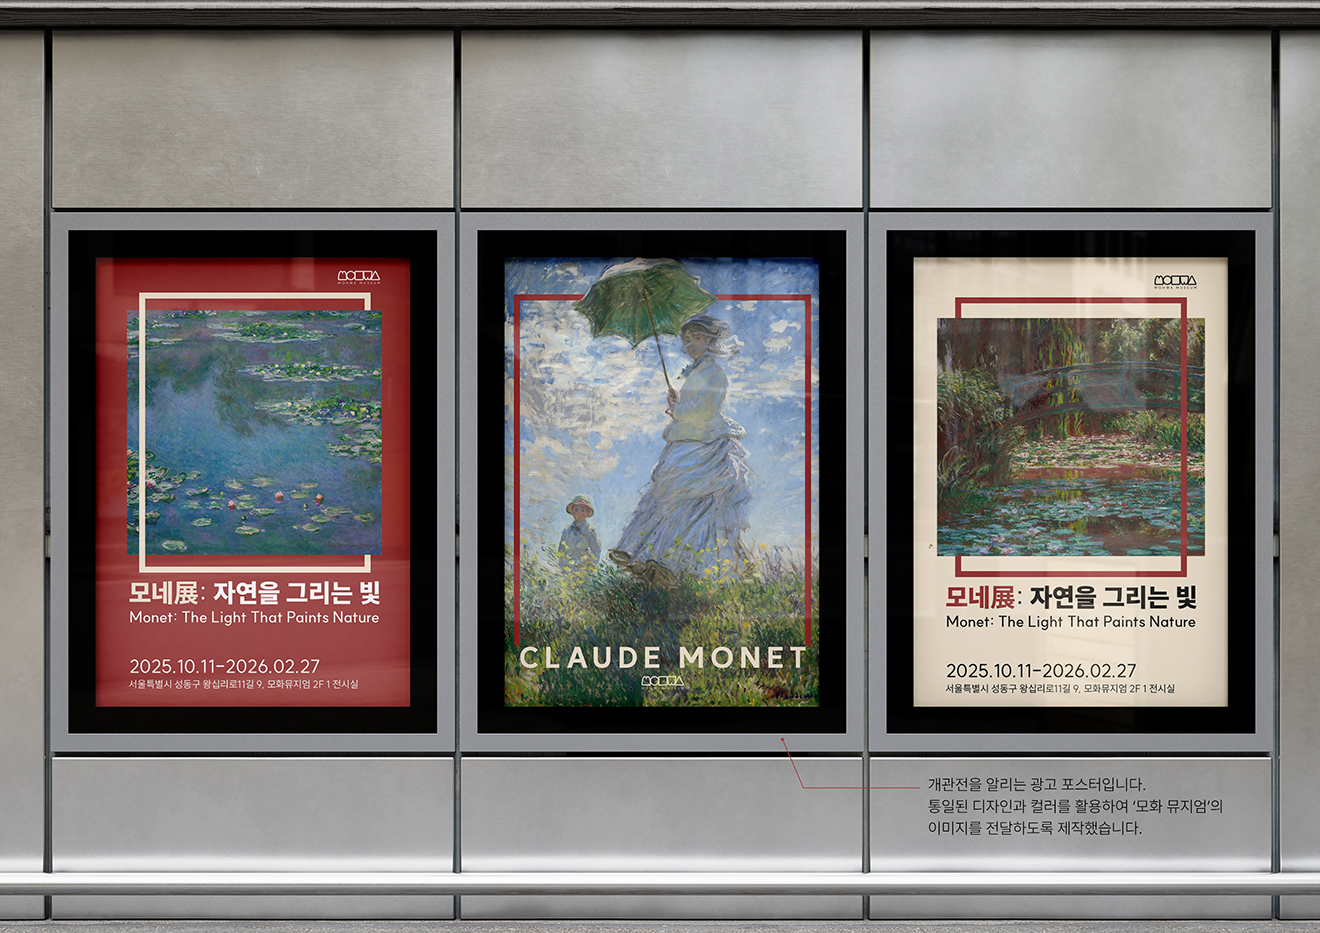 MOHWA MUSEUM
모네展: 자연을 그리는 빛
Monet: The Light That Paints Nature
2025.10.11-2026.02.27
서울특별시 성동구 왕십리로11길 9, 모화뮤지엄 2F 1 전시실
CLAUDE MONET
MOHWA MUSEUM
MOHWA MUSEUM
모네展: 자연을 그리는 빛
Monet: The Light That Paints Nature
2025.10.11-2026.02.27
서울특별시 성동구 왕십리로11길 9, 모화뮤지엄 2F 1 전시실
개관전을 알리는 광고 포스터입니다.
통일된 디자인과 컬러를 활용하여 '모화 뮤지엄'의
이미지를 전달하도록 제작했습니다.